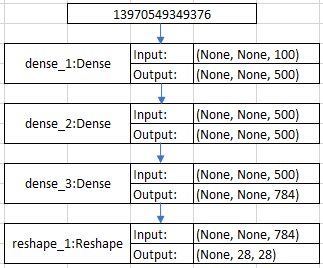 13970549349376
dense_1:Dense
Input: (None, None, 100)
Output: (None, None, 500)
dense_2:Dense
Input: (None, None, 500)
Output: (None, None, 500)
dense_3:Dense
Input: (None, None, 500)
Output: (None, None, 784)
reshape_1:Reshape
Input: (None, None, 784)
Output: (None, 28, 28)